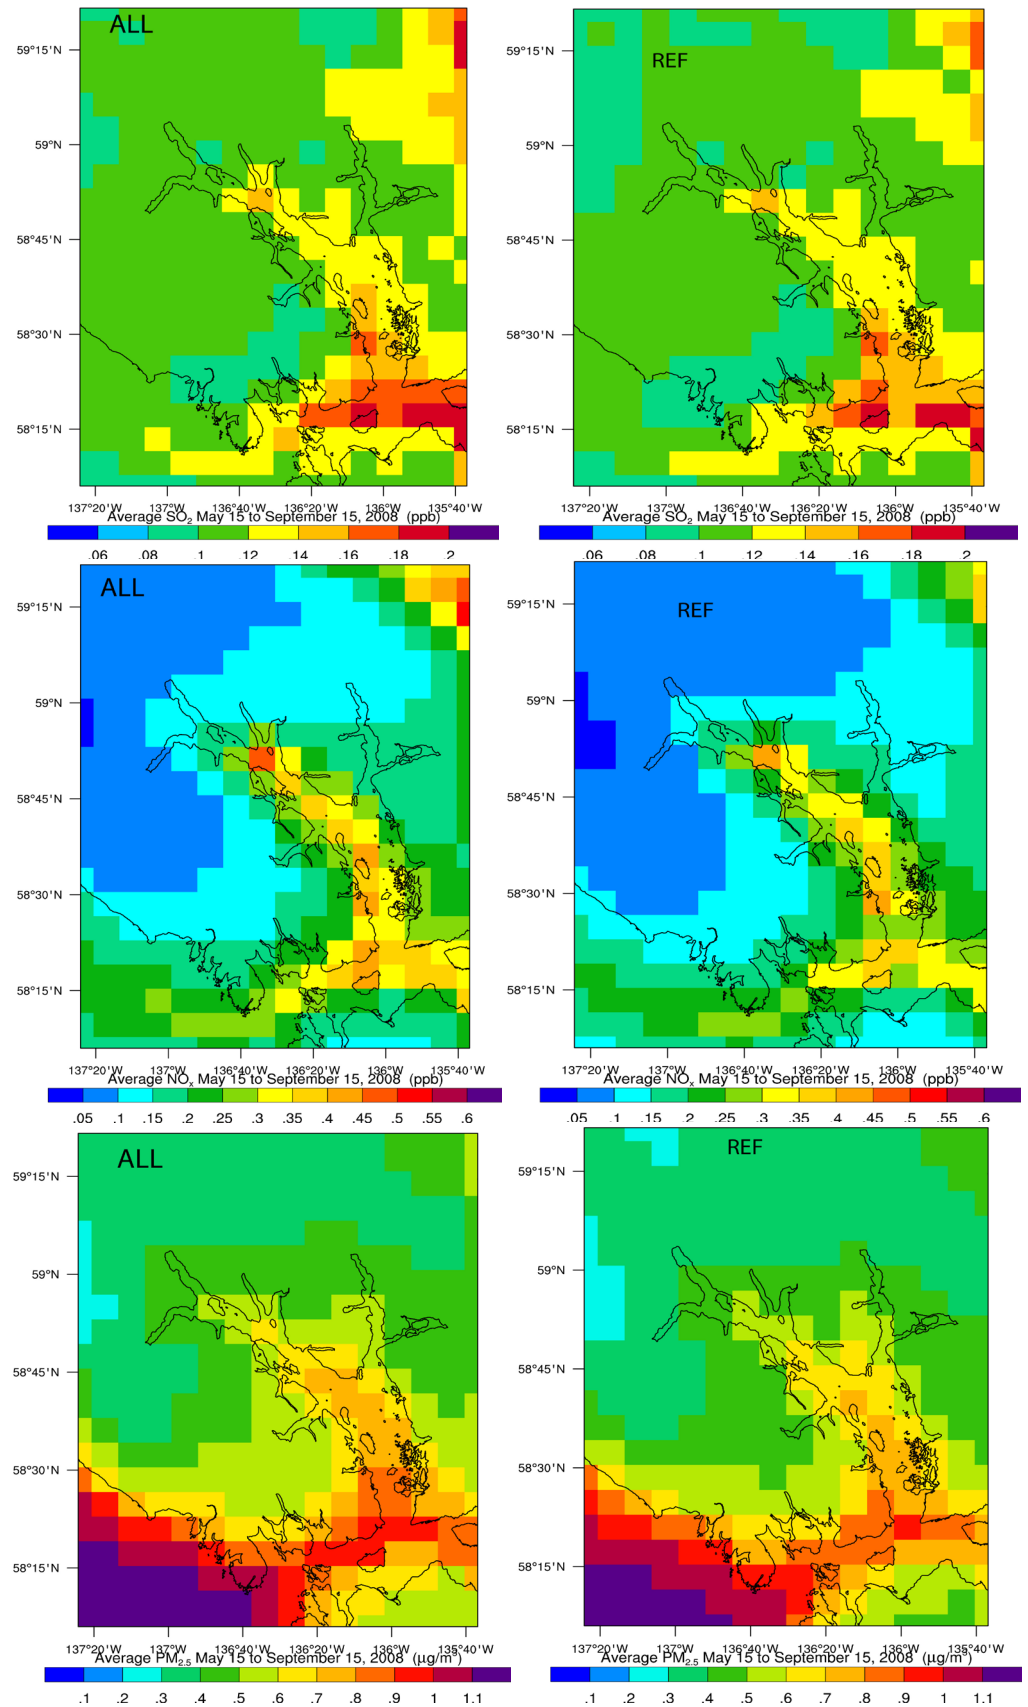 ALL
REF
59°15'N
59°N
58°45'N
58°30'N
58°15'N
59°15'N
59°N
58°45'N
58°30'N
58°15'N
137°20'W 137°W 136°40'W 136°20'W 136°W 135°40'W
137°20'W 137°W 136°40'W 136°20'W 136°W 135°40'W
Average SO₂ May 15 to September 15, 2008 (ppb)
Average SO₂ May 15 to September 15, 2008 (ppb)
.06 .08 .1 .12 .14 .16 .18 .2
.06 .08 .1 .12 .14 .16 .18 .2
ALL
REF
59°15'N
59°N
58°45'N
58°30'N
58°15'N
59°15'N
59°N
58°45'N
58°30'N
58°15'N
137°20'W 137°W 136°40'W 136°20'W 136°W 135°40'W
137°20'W 137°W 136°40'W 136°20'W 136°W 135°40'W
Average NOₓ May 15 to September 15, 2008 (ppb)
Average NOₓ May 15 to September 15, 2008 (ppb)
.05 .1 .15 .2 .25 .3 .35 .4 .45 .5 .55 .6
.05 .1 .15 .2 .25 .3 .35 .4 .45 .5 .55 .6
ALL
REF
59°15'N
59°N
58°45'N
58°30'N
58°15'N
59°15'N
59°N
58°45'N
58°30'N
58°15'N
137°20'W 137°W 136°40'W 136°20'W 136°W 135°40'W
137°20'W 137°W 136°40'W 136°20'W 136°W 135°40'W
Average PM₂.₅ May 15 to September 15, 2008 (µg/m³)
Average PM₂.₅ May 15 to September 15, 2008 (µg/m³)
.1 .2 .3 .4 .5 .6 .7 .8 .9 1 1.1
.1 .2 .3 .4 .5 .6 .7 .8 .9 1 1.1